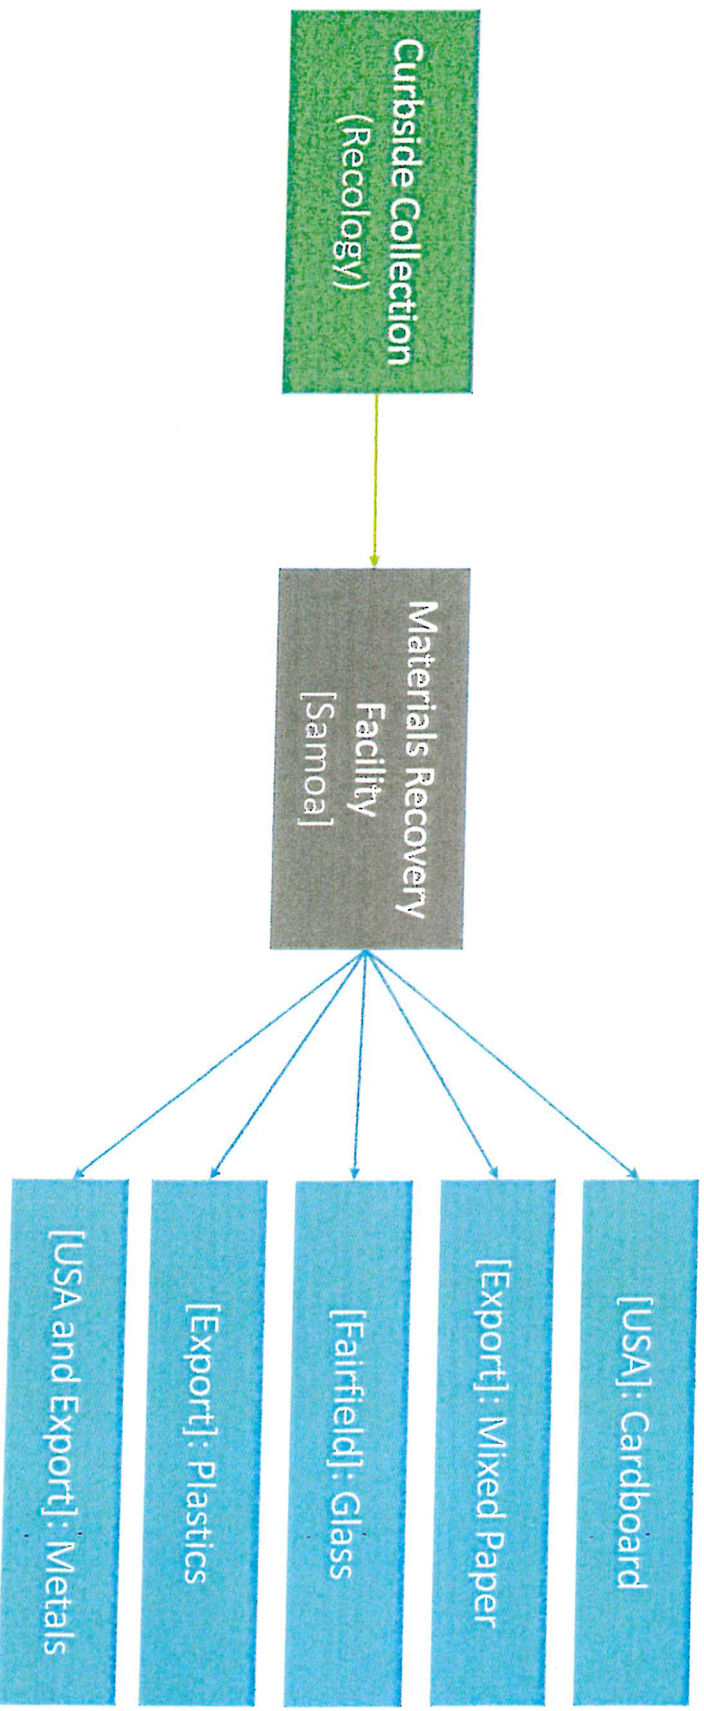 Curbside Collection
(Recology)
Materials Recovery
Facility
[Samoa]
[USA]: Cardboard
[Export]: Mixed Paper
[Fairfield]: Glass
[Export]: Plastics
[USA and Export]: Metals